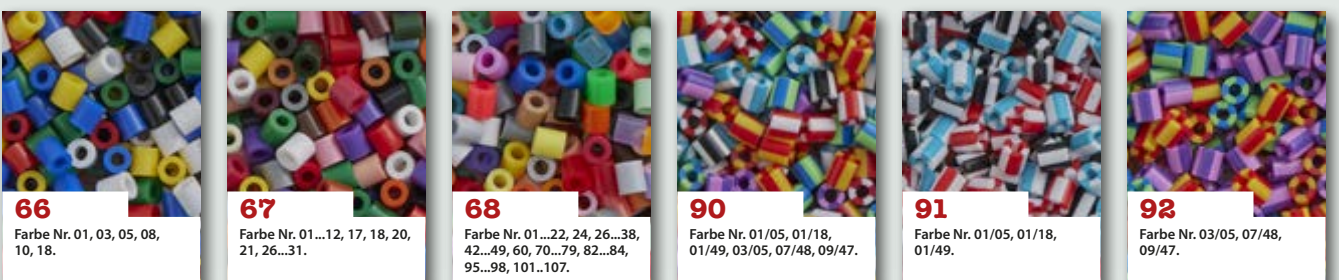 66
Farbe Nr. 01, 03, 05, 08,
10, 18.
67
Farbe Nr. 01...12, 17, 18, 20,
21, 26...31.
68
Farbe Nr. 01...22, 24, 26...38,
42...49, 60, 70...79, 82...84,
95...98, 101..107.
90
Farbe Nr. 01/05, 01/18,
01/49, 03/05, 07/48, 09/47.
91
Farbe Nr. 01/05, 01/18,
01/49.
92
Farbe Nr. 03/05, 07/48,
09/47.